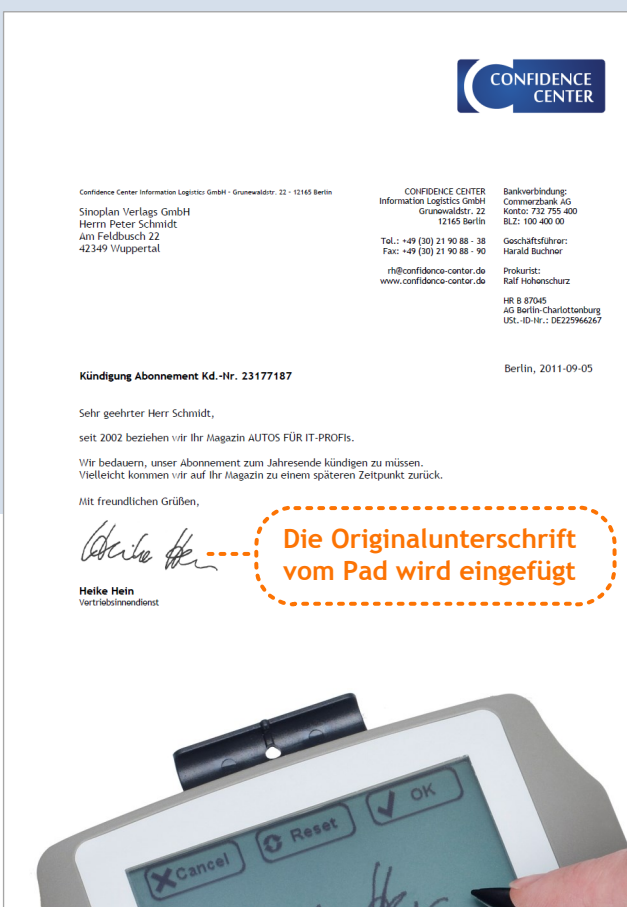 CONFIDENCE
CENTER
Confidence Center Information Logistics GmbH - Grunewaldstr. 22 - 12165 Berlin
Sinoplan Verlags GmbH
Herrn Peter Schmidt
Am Feldbusch 22
42349 Wuppertal
CONFIDENCE CENTER
Information Logistics GmbH
Grunewaldstr. 22
12165 Berlin
Tel.: +49 (30) 21 90 88 - 38
Fax: +49 (30) 21 90 88 - 90
rh@confidence-center.de
www.confidence-center.de
Bankverbindung:
Commerzbank AG
Konto: 732 755 400
BLZ: 100 400 00
Geschäftsführer:
Harald Buchner
Prokurist:
Ralf Hohenschurz
HR B 87045
AG Berlin-Charlottenburg
USt.-ID-Nr.: DE225966267
Berlin, 2011-09-05
Kündigung Abonnement Kd.-Nr. 23177187
Sehr geehrter Herr Schmidt,
seit 2002 beziehen wir Ihr Magazin AUTOS FÜR IT-PROFIs.
Wir bedauern, unser Abonnement zum Jahresende kündigen zu müssen.
Vielleicht kommen wir auf Ihr Magazin zu einem späteren Zeitpunkt zurück.
Mit freundlichen Grüßen,
Heike Hein
Die Originalunterschrift
vom Pad wird eingefügt
Heike Hein
Vertriebsinnendienst
Cancel
Reset
OK